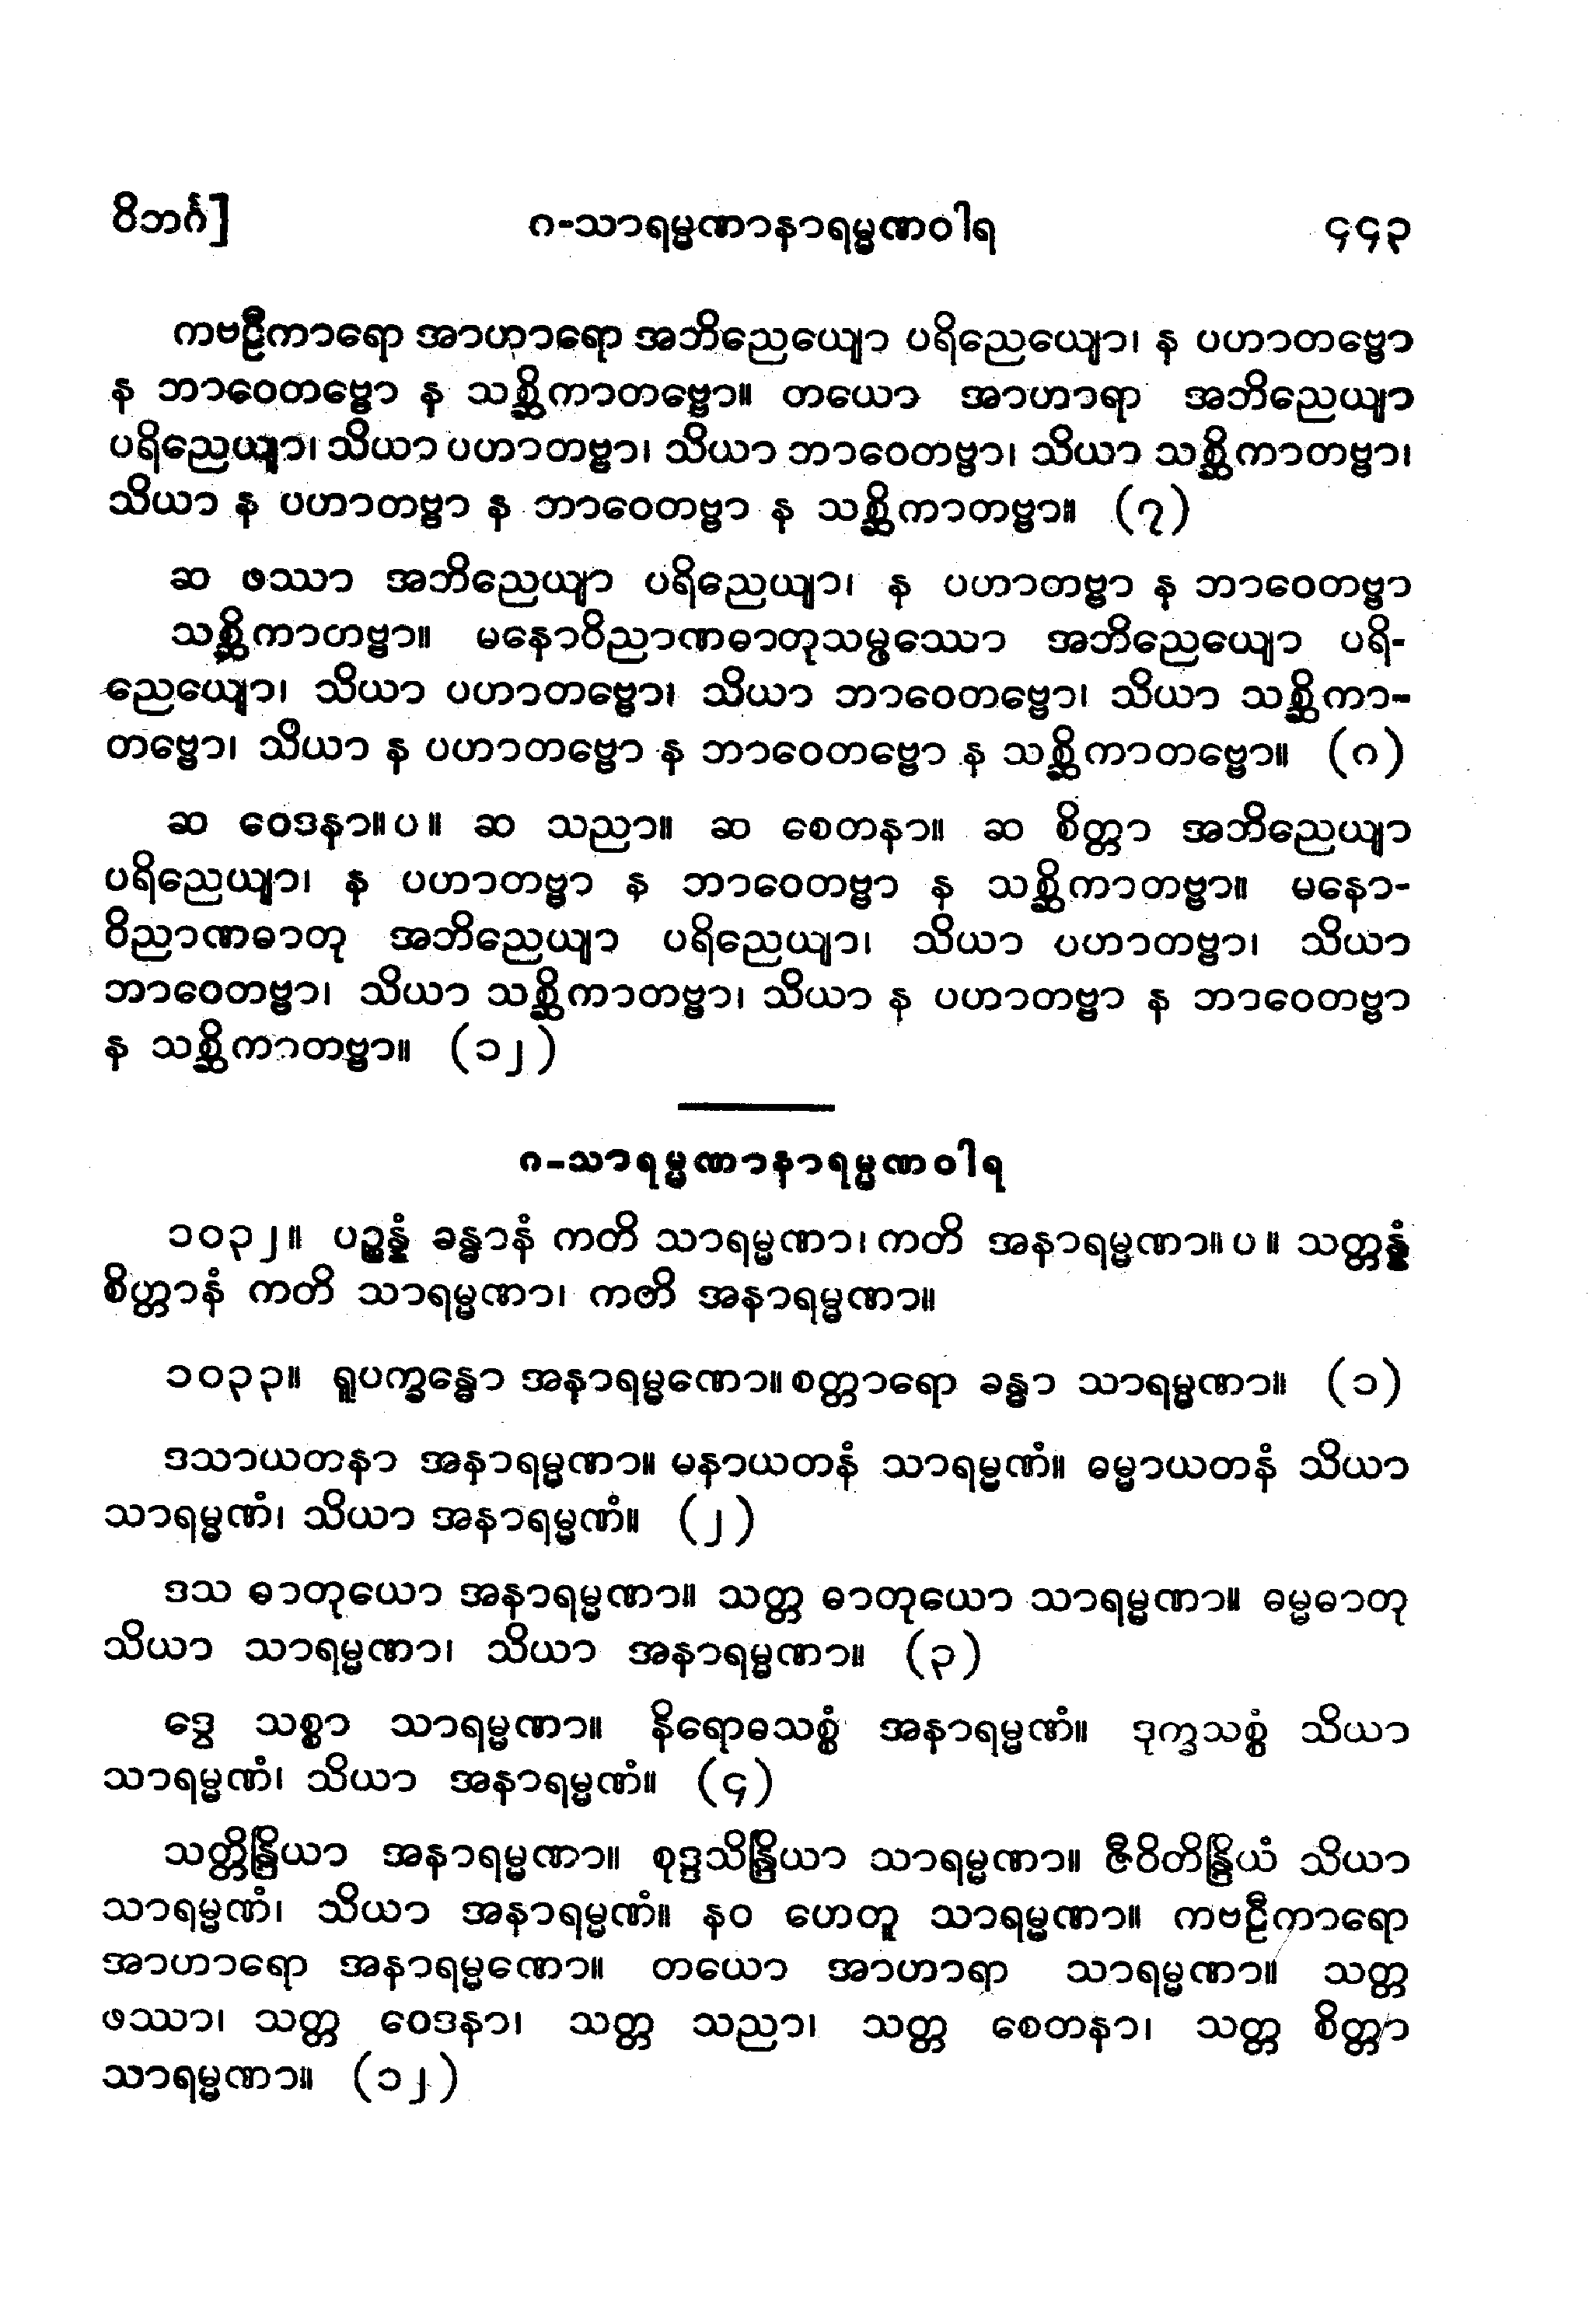 ဝိဘင်္ဂ]
၈-သာရမ္မဏာနာရမ္မဏဝါရ
၄၄၃
ကဗဠီကာရော အာဟာရော အဘိညေယျော ပရိညေယျော၊ န ပဟာတဗ္ဗော
န ဘာဝေတဗ္ဗော န သစ္ဆိကာတဗ္ဗော။ တယော အာဟာရာ အဘိညေယျာ
ပရိညေယျာ၊ သိယာ ပဟာတဗ္ဗာ၊ သိယာ ဘာဝေတဗ္ဗာ၊ သိယာ သစ္ဆိကာတဗ္ဗာ၊
သိယာ န ပဟာတဗ္ဗာ န ဘာဝေတဗ္ဗာ န သစ္ဆိကာတဗ္ဗာ။ (၇)
ဆ ဖဿာ အဘိညေယျာ ပရိညေယျာ၊ န ပဟာတဗ္ဗာ န ဘာဝေတဗ္ဗာ
သစ္ဆိကာတဗ္ဗာ။ မနောဝိညာဏဓာတုသမ္ဖဿော အဘိညေယျော ပရိ-
ညေယျော၊ သိယာ ပဟာတဗ္ဗော၊ သိယာ ဘာဝေတဗ္ဗော၊ သိယာ သစ္ဆိကာ-
တဗ္ဗော၊ သိယာ န ပဟာတဗ္ဗော န ဘာဝေတဗ္ဗော န သစ္ဆိကာတဗ္ဗော။ (၈)
ဆ ဝေဒနာ။ပ။ ဆ သညာ။ ဆ စေတနာ။ ဆ စိတ္တာ အဘိညေယျာ
ပရိညေယျာ၊ န ပဟာတဗ္ဗာ န ဘာဝေတဗ္ဗာ န သစ္ဆိကာတဗ္ဗာ။ မနော-
ဝိညာဏဓာတု အဘိညေယျာ ပရိညေယျာ၊ သိယာ ပဟာတဗ္ဗာ၊ သိယာ
ဘာဝေတဗ္ဗာ၊ သိယာ သစ္ဆိကာတဗ္ဗာ၊ သိယာ န ပဟာတဗ္ဗာ န ဘာဝေတဗ္ဗာ
န သစ္ဆိကာတဗ္ဗာ။ (၁၂)
၈-သာရမ္မဏာနာရမ္မဏဝါရ
၁၀၃၂။ ပဉ္စန္နံ ခန္ဓာနံ ကတိ သာရမ္မဏာ၊ ကတိ အနာရမ္မဏာ။ပ။ သတ္တန္နံ
စိတ္တာနံ ကတိ သာရမ္မဏာ၊ ကတိ အနာရမ္မဏာ။
၁၀၃၃။ ရူပက္ခန္ဓော အနာရမ္မဏော။ စတ္တာရော ခန္ဓာ သာရမ္မဏာ။ (၁)
ဒသာယတနာ အနာရမ္မဏာ။ မနာယတနံ သာရမ္မဏံ။ ဓမ္မာယတနံ သိယာ
သာရမ္မဏံ၊ သိယာ အနာရမ္မဏံ။ (၂)
ဒသ ဓာတုယော အနာရမ္မဏာ။ သတ္တ ဓာတုယော သာရမ္မဏာ။ ဓမ္မဓာတု
သိယာ သာရမ္မဏာ၊ သိယာ အနာရမ္မဏာ။ (၃)
ဒွေ သစ္စာ သာရမ္မဏာ။ နိရောဓသစ္စံ အနာရမ္မဏံ။ ဒုက္ခသစ္စံ သိယာ
သာရမ္မဏံ၊ သိယာ အနာရမ္မဏံ။ (၄)
သတ္တိန္ဒြိယာ အနာရမ္မဏာ။ စုဒ္ဒသိန္ဒြိယာ သာရမ္မဏာ။ ဇီဝိတိန္ဒြိယံ သိယာ
သာရမ္မဏံ၊ သိယာ အနာရမ္မဏံ။ နဝ ဟေတူ သာရမ္မဏာ။ ကဗဠီကာရော
အာဟာရော အနာရမ္မဏော။ တယော အာဟာရာ သာရမ္မဏာ။ သတ္တ
ဖဿာ၊ သတ္တ ဝေဒနာ၊ သတ္တ သညာ၊ သတ္တ စေတနာ၊ သတ္တ စိတ္တာ
သာရမ္မဏာ။ (၁၂)